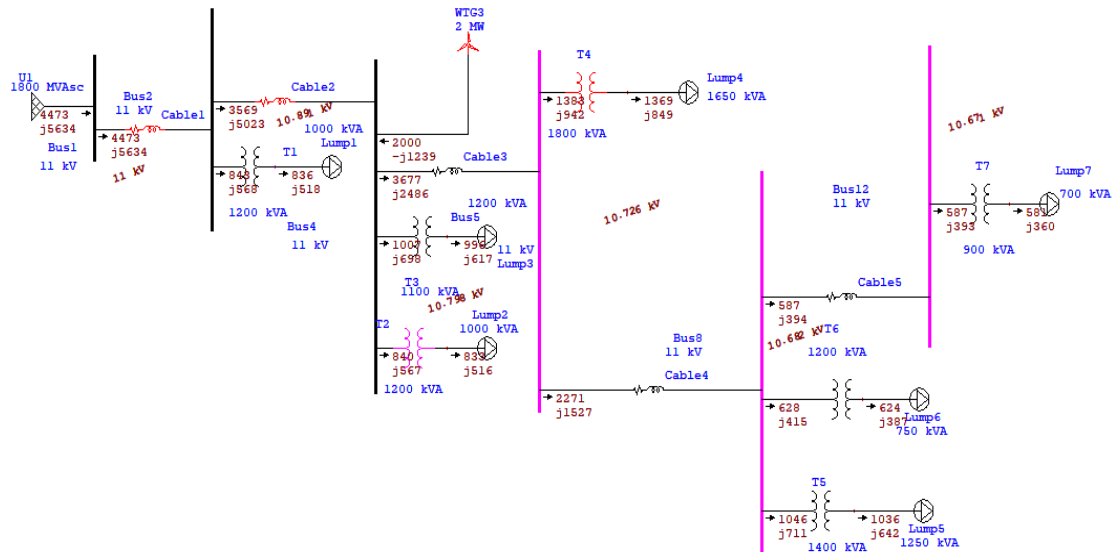 WTG3
2 MW
U1
1800 MVAsc
4473
j5634
Bus1
11 kV
Bus2
11 kV
4473
j5634
11 kV
Cable1
3569
j5023
Cable2
10.891 kV
1000 kVA
Lump1
T1
843
j568
836
j518
1200 kVA
Bus4
11 kV
2000
-j1239
3677
j2486
Cable3
1200 kVA
Bus5
11 kV
1007
j698
996
j617
Lump3
T3
1100 kVA
10.798 kV
T2
840
j567
833
j516
Lump2
1000 kVA
1200 kVA
T4
1383
j942
1369
j849
1800 kVA
Lump4
1650 kVA
10.726 kV
2271
j1527
Bus8
11 kV
Cable4
10.682 kV
587
j394
Cable5
Bus12
11 kV
T6
1200 kVA
628
j415
624
j387
Lump6
750 kVA
T5
1046
j711
1036
j642
Lump5
1250 kVA
1400 kVA
10.671 kV
T7
587
j393
j360
900 kVA
Lump7
700 kVA